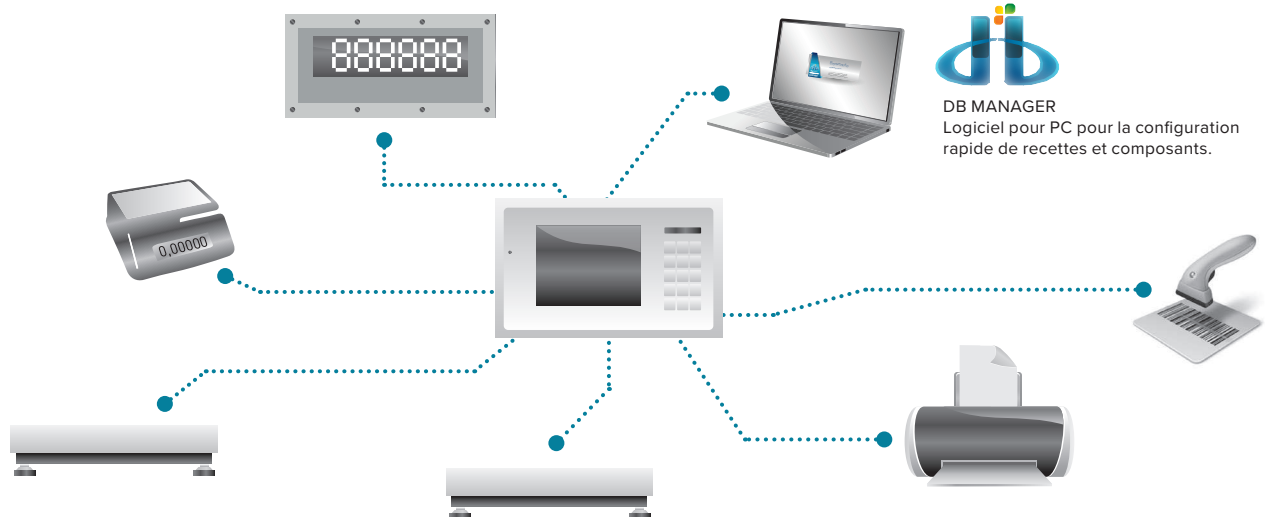 888888
DB MANAGER
Logiciel pour PC pour la configuration
rapide de recettes et composants.
0,00000